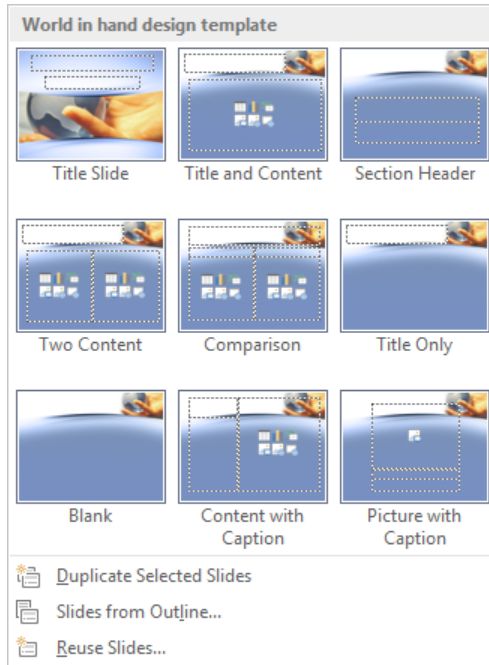 World in hand design template
Title Slide
Title and Content
Section Header
Two Content
Comparison
Title Only
Blank
Content with
Caption
Picture with
Caption
Duplicate Selected Slides
Slides from Outline...
Reuse Slides...